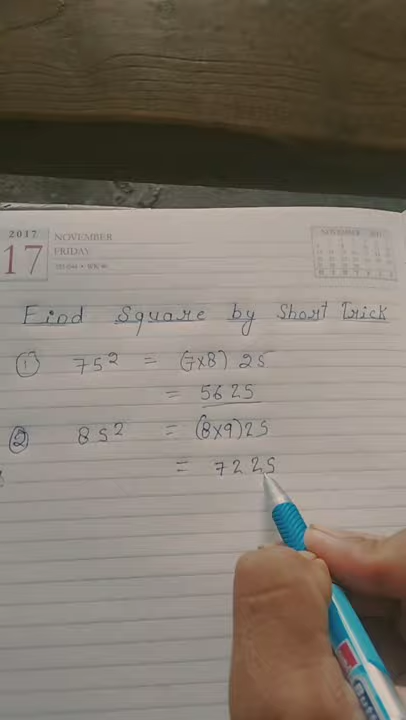 2017
17
NOVEMBER
FRIDAY
NOVEMBER
Find Square by Short Trick
① 75² = (7×8) 25
= 5625
② 85² = (8×9)25
= 7225